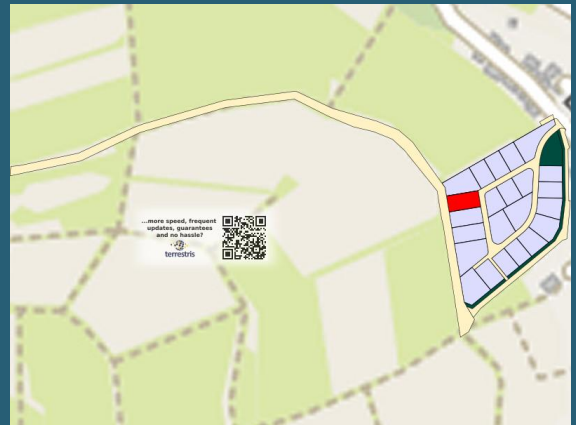 ...more speed, frequent
updates, guarantees
and no hassle?
terrestris